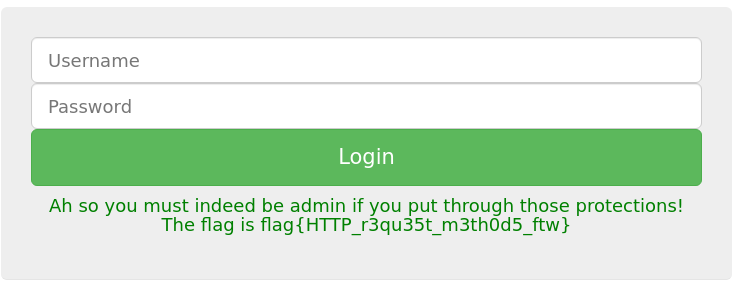 Username
Password
Login
Ah so you must indeed be admin if you put through those protections!
The flag is flag{HTTP_r3qu35t_m3th0d5_ftw}